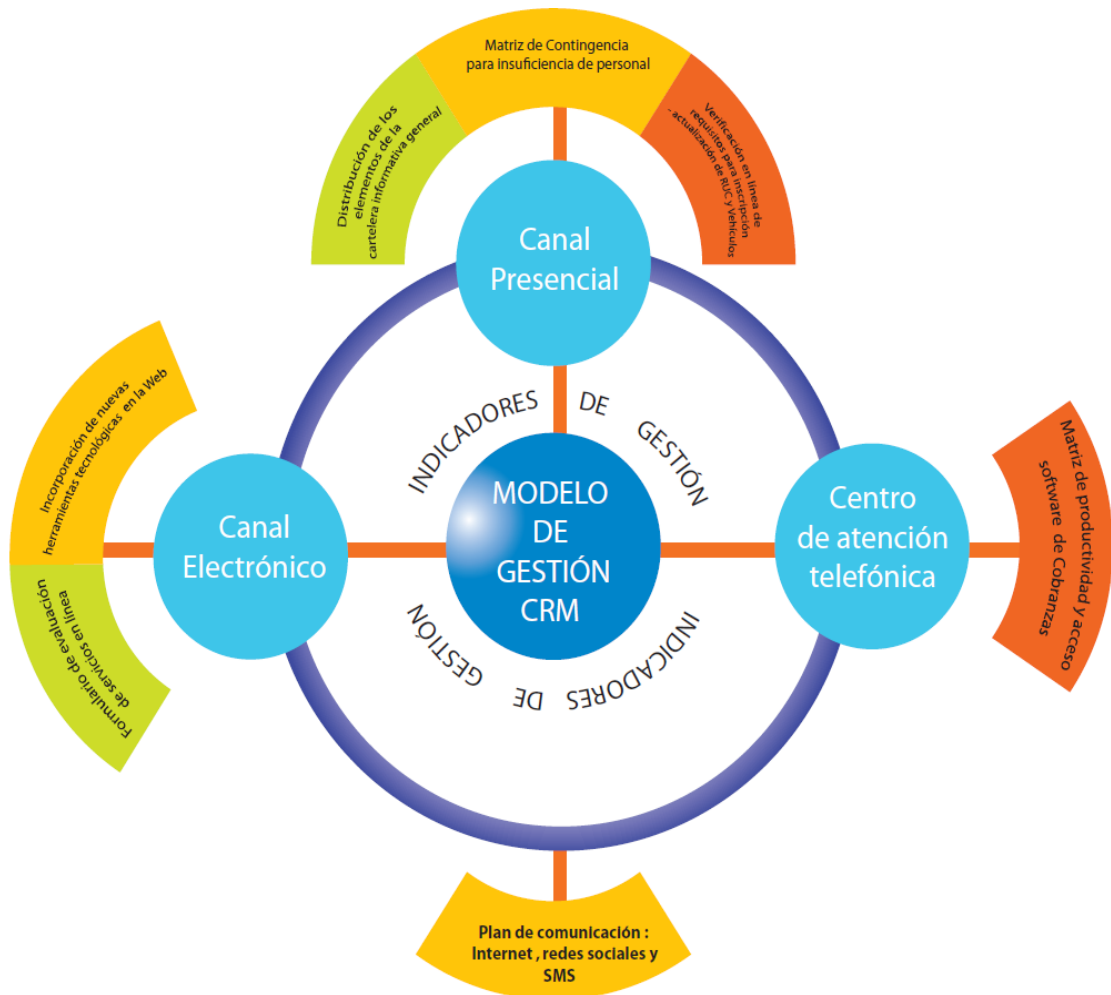 Matriz de Contingencia
para insuficiencia de personal
Distribución de los
elementos de la
cartelera informativa general
Verificación en línea de
requisitos para inscripción
- actualización de RUC y Vehículos
Canal
Presencial
Incorporación de nuevas
herramientas tecnológicas en la Web
Formulario de evaluación
de servicios en línea
Canal
Electrónico
INDICADORES DE GESTIÓN
MODELO
DE
GESTIÓN
CRM
INDICADORES DE GESTIÓN
Centro
de atención
telefónica
Matriz de productividad y acceso
software de Cobranzas
Plan de comunicación :
Internet , redes sociales y
SMS